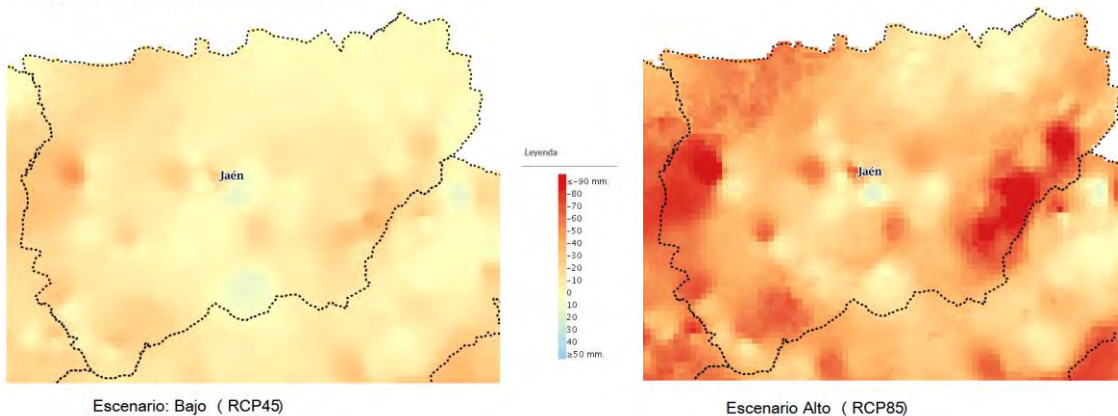 Jaén
Leyenda
≤-90 mm.
-80
-70
-60
-50
-40
-30
-20
-10
0
10
20
30
40
≥50 mm.
Jaén
Escenario: Bajo ( RCP45)
Escenario Alto ( RCP85)